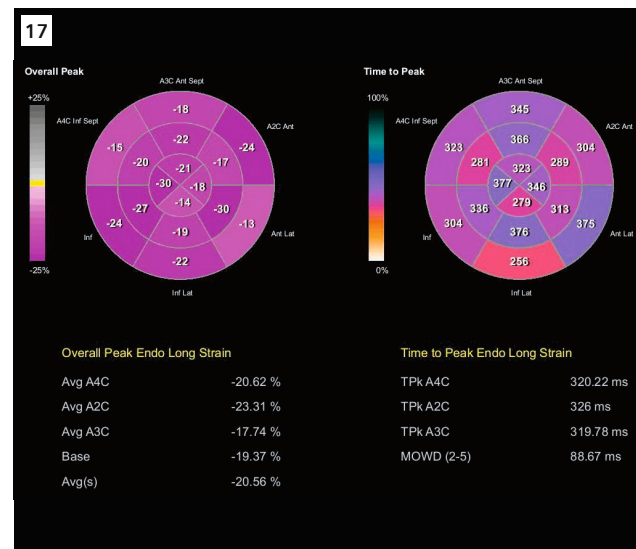 17
Overall Peak
Time to Peak
A3C Ant Sept
A3C Ant Sept
+25%
100%
A4C Inf Sept
A2C Ant
A4C Inf Sept
A2C Ant
-18
-15
-24
-22
-20
-17
-21
-30
-18
-14
-27
-30
-24
-13
-19
-22
345
323
304
366
281
289
323
377
346
279
336
313
304
375
376
256
Inf
Ant Lat
Inf
Ant Lat
-25%
0%
Inf Lat
Inf Lat
Overall Peak Endo Long Strain
Avg A4C -20.62 %
Avg A2C -23.31 %
Avg A3C -17.74 %
Base -19.37 %
Avg(s) -20.56 %
Time to Peak Endo Long Strain
TPk A4C 320.22 ms
TPk A2C 326 ms
TPk A3C 319.78 ms
MOWD (2-5) 88.67 ms